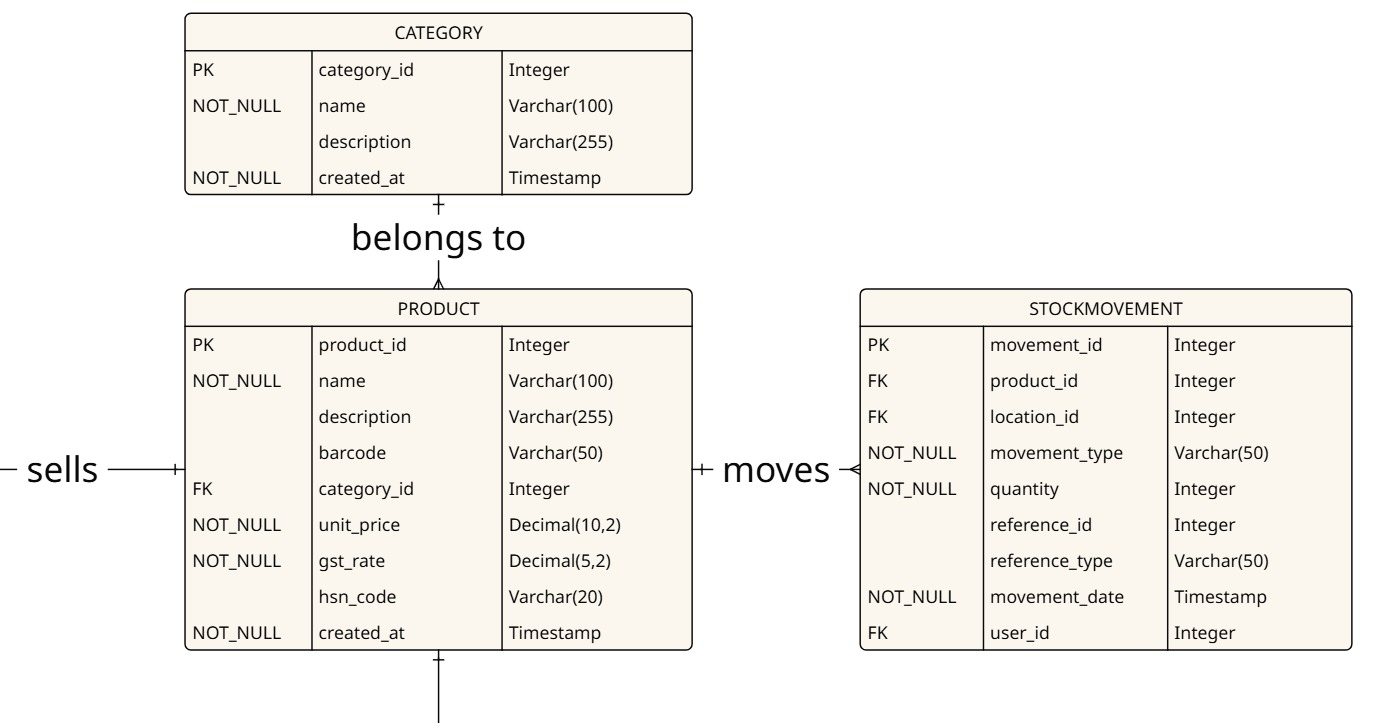 CATEGORY
PK category_id Integer
NOT_NULL name Varchar(100)
description Varchar(255)
NOT_NULL created_at Timestamp
belongs to
PRODUCT
PK product_id Integer
NOT_NULL name Varchar(100)
description Varchar(255)
barcode Varchar(50)
FK category_id Integer
NOT_NULL unit_price Decimal(10,2)
NOT_NULL gst_rate Decimal(5,2)
hsn_code Varchar(20)
NOT_NULL created_at Timestamp
sells
moves
STOCKMOVEMENT
PK movement_id Integer
FK product_id Integer
FK location_id Integer
NOT_NULL movement_type Varchar(50)
NOT_NULL quantity Integer
reference_id Integer
reference_type Varchar(50)
NOT_NULL movement_date Timestamp
FK user_id Integer